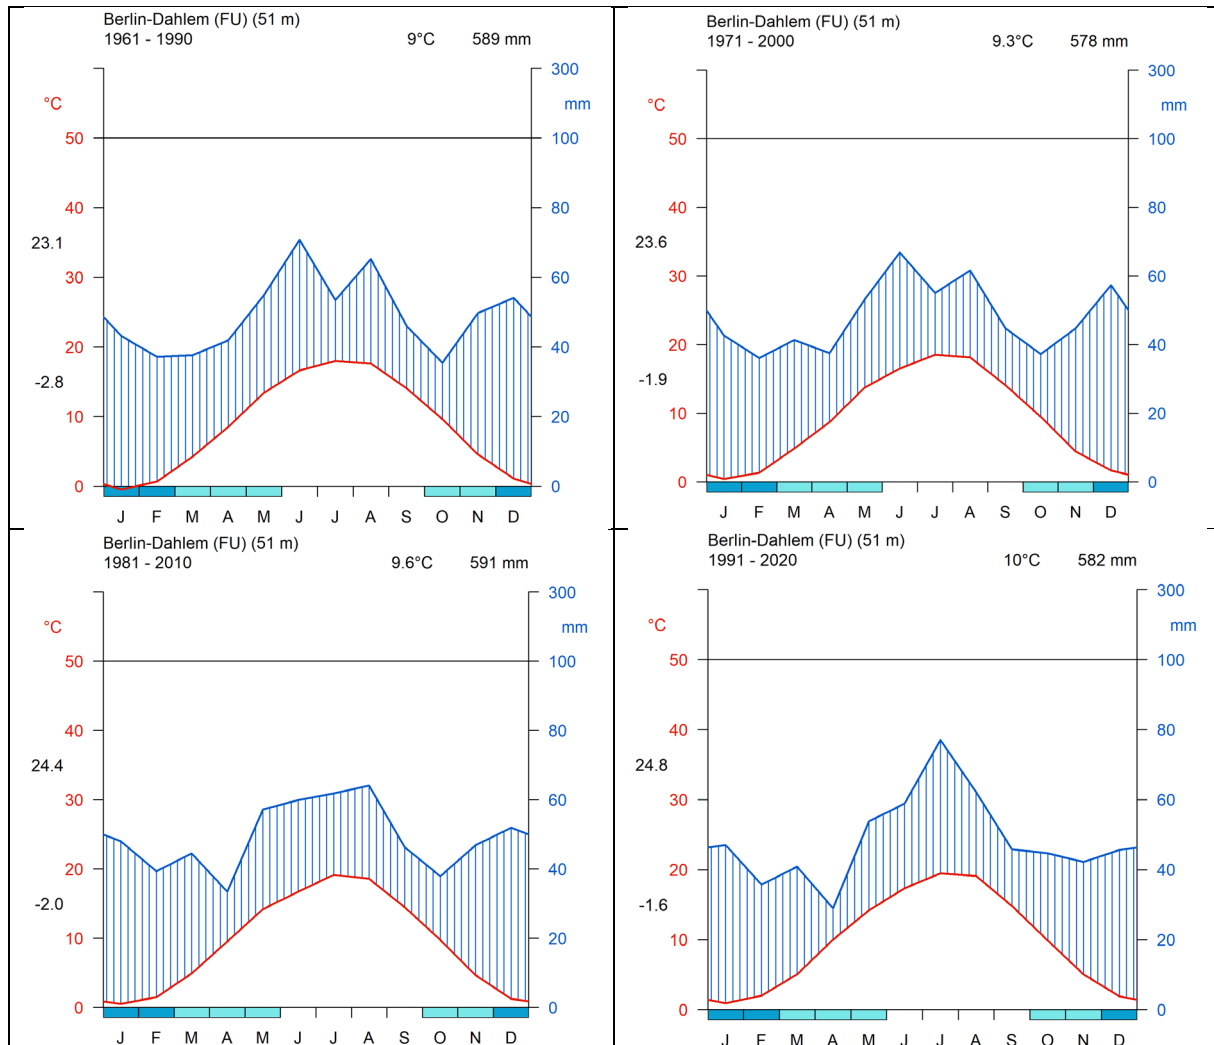 Berlin-Dahlem (FU) (51 m)
1961 - 1990 9°C 589 mm
300
°C mm
50 100
40 80
23.1
30 60
20 40
-2.8
10 20
0 0
J F M A M J J A S O N D
Berlin-Dahlem (FU) (51 m)
1971 - 2000 9.3°C 578 mm
300
°C mm
50 100
40 80
23.6
30 60
20 40
-1.9
10 20
0 0
J F M A M J J A S O N D
Berlin-Dahlem (FU) (51 m)
1981 - 2010 9.6°C 591 mm
300
°C mm
50 100
40 80
24.4
30 60
20 40
-2.0
10 20
0 0
J F M A M J J A S O N D
Berlin-Dahlem (FU) (51 m)
1991 - 2020 10°C 582 mm
300
°C mm
50 100
40 80
24.8
30 60
20 40
-1.6
10 20
0 0
J F M A M J J A S O N D